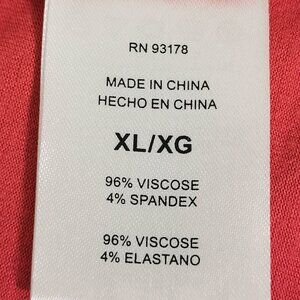 RN 93178
MADE IN CHINA
HECHO EN CHINA
XL/XG
96% VISCOSE
4% SPANDEX
96% VISCOSE
4% ELASTANO